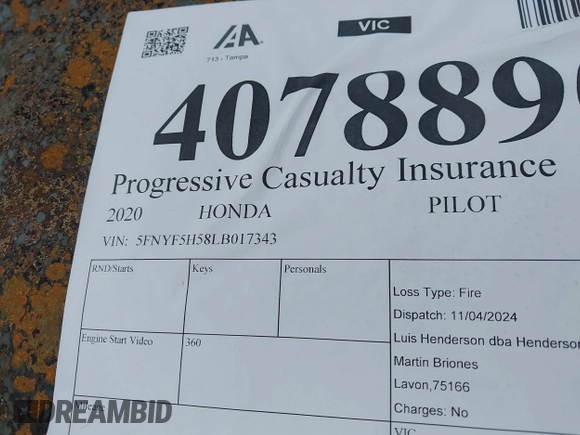 IAA.
713 - Tampa
VIC
407889
Progressive Casualty Insurance
2020 HONDA PILOT
VIN: 5FNYF5H58LB017343
RND/Starts Keys Personals
Loss Type: Fire
Dispatch: 11/04/2024
Engine Start Video 360
Luis Henderson dba Henderson
Martin Briones
Lavon,75166
Charges: No
VIC
DREAMBID